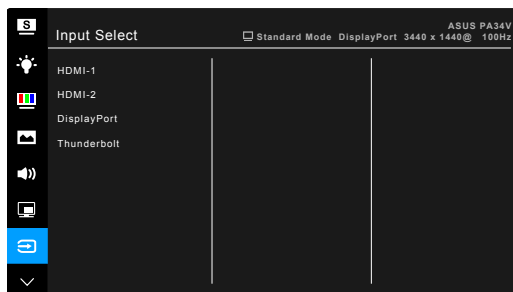 S
ASUS PA34V
Input Select
Standard Mode DisplayPort 3440 x 1440@ 100Hz
HDMI-1
HDMI-2
DisplayPort
Thunderbolt